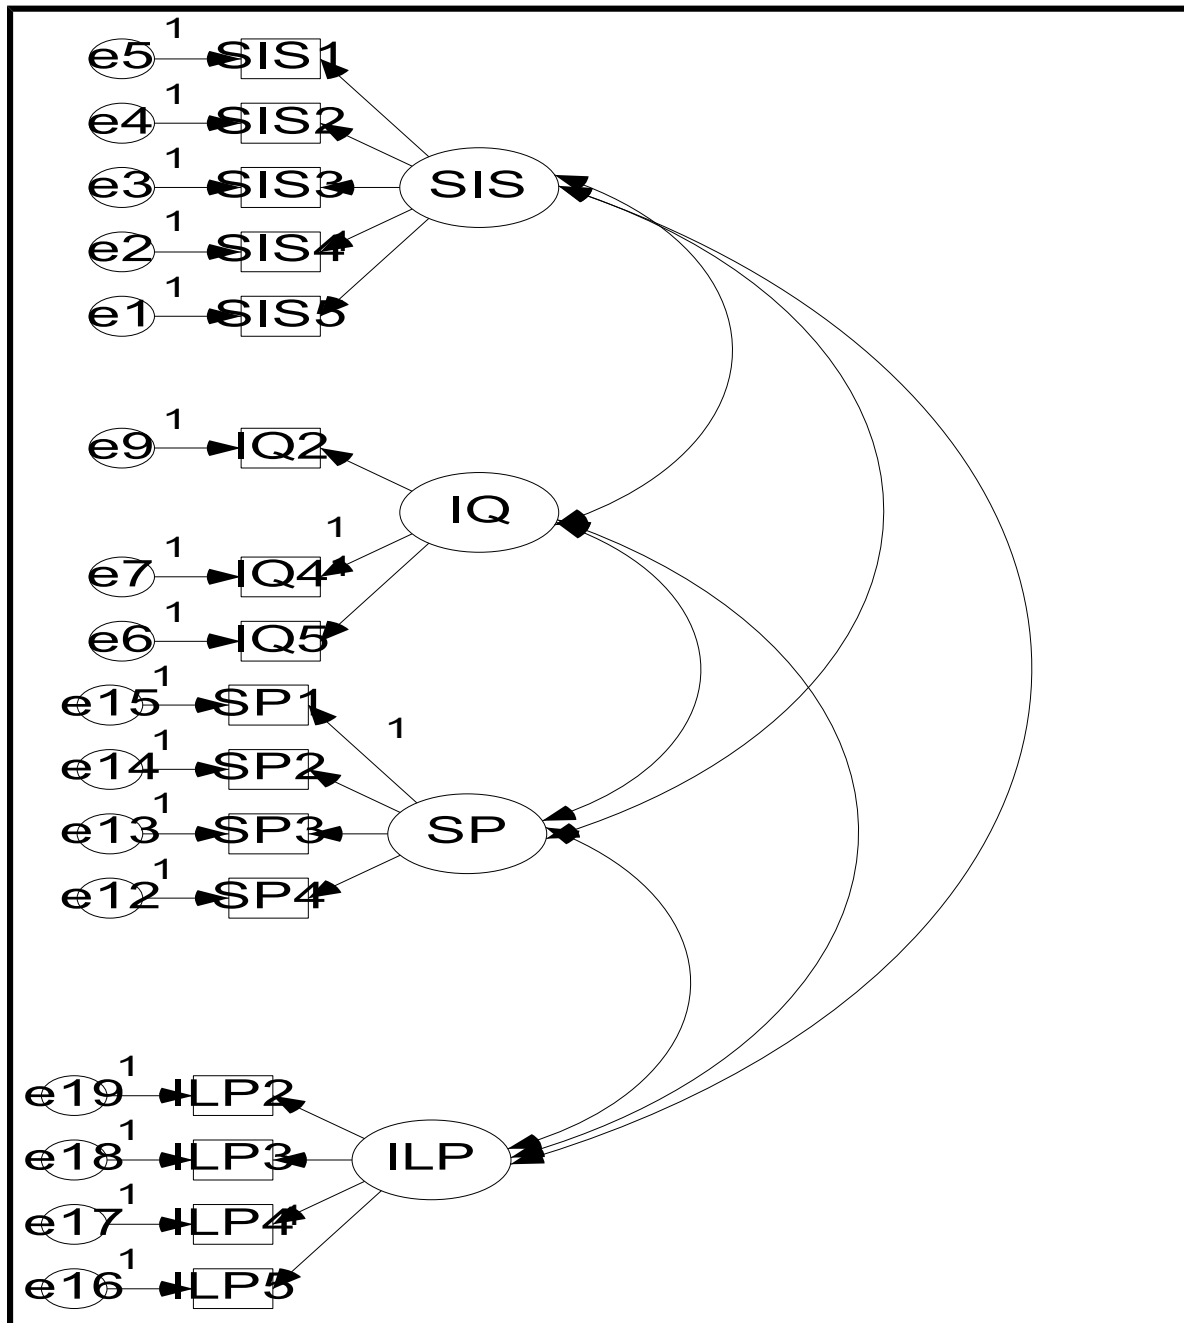 1
e5 SIS1
1
e4 SIS2
1
e3 SIS3 SIS
1
e2 SIS4
1
e1 SIS5
1
e9 IQ2
IQ
1
1
e7 IQ4 1
1
e6 IQ5
1
e15 SP1
1
1
e14 SP2
1
e13 SP3 SP
1
e12 SP4
1
e19 ILP2
1
e18 ILP3 ILP
1
e17 ILP4
1
e16 ILP5